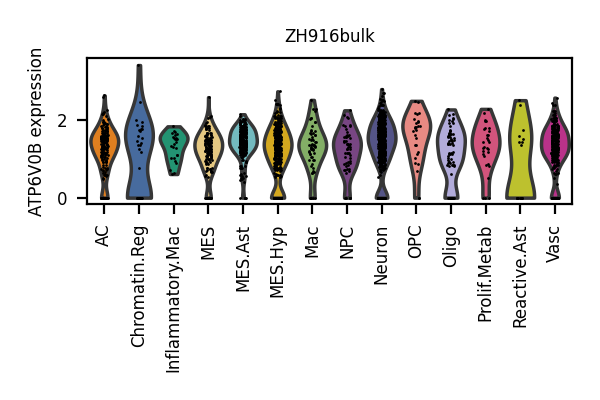 ZH916bulk
ATP6V0B expression
2
0
AC
Chromatin.Reg
Inflammatory.Mac
MES
MES.Ast
MES.Hyp
Mac
NPC
Neuron
OPC
Oligo
Prolif.Metab
Reactive.Ast
Vasc